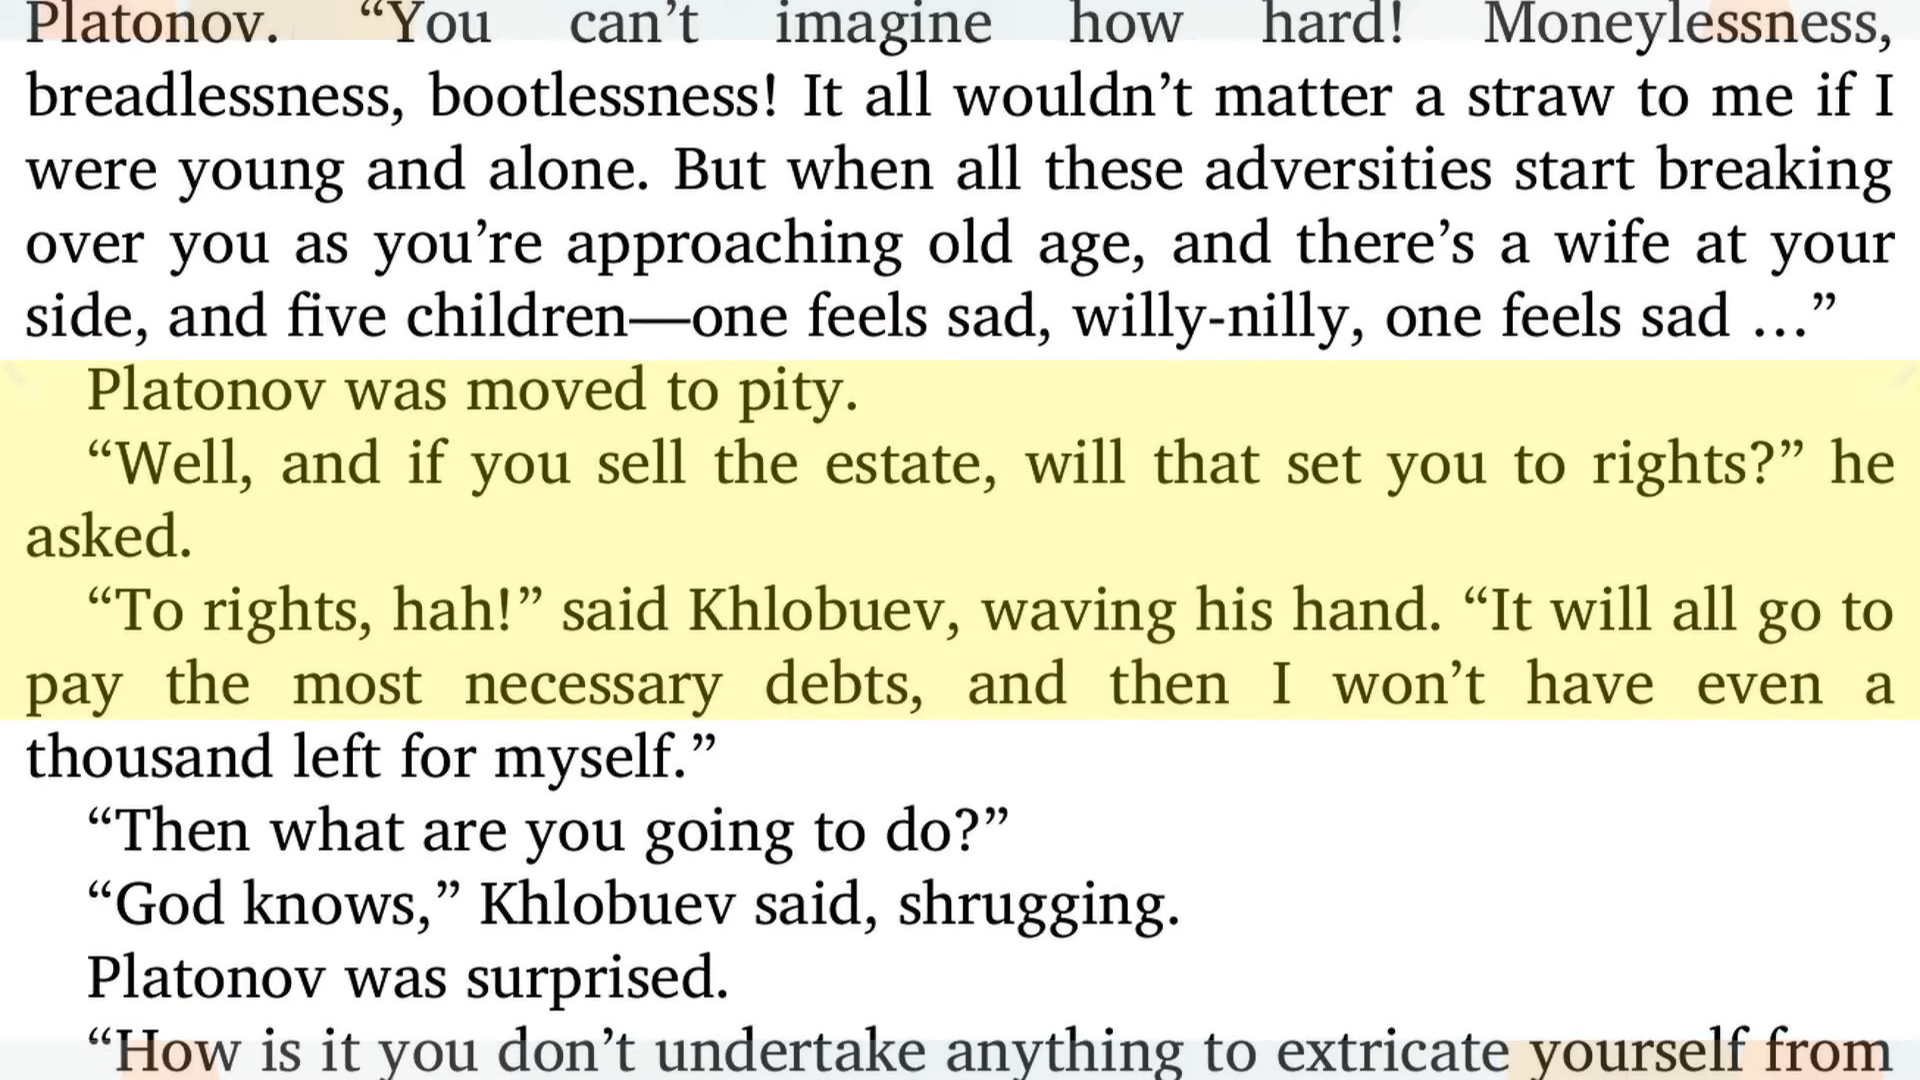 Platonov. “You can’t imagine how hard! Moneylessness,
breadlessness, bootlessness! It all wouldn’t matter a straw to me if I
were young and alone. But when all these adversities start breaking
over you as you’re approaching old age, and there’s a wife at your
side, and five children—one feels sad, willy-nilly, one feels sad …”
Platonov was moved to pity.
“Well, and if you sell the estate, will that set you to rights?” he
asked.
“To rights, hah!” said Khlobuev, waving his hand. “It will all go to
pay the most necessary debts, and then I won’t have even a
thousand left for myself.”
“Then what are you going to do?”
“God knows,” Khlobuev said, shrugging.
Platonov was surprised.
“How is it you don’t undertake anything to extricate yourself from